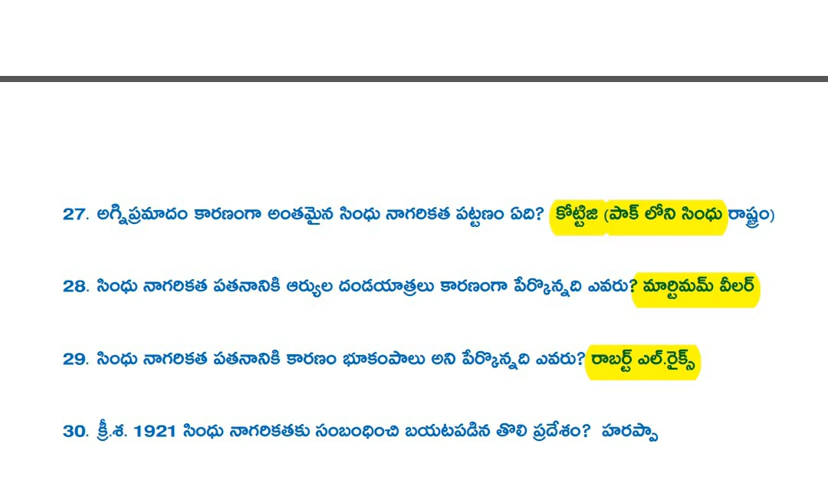 27. అగ్నిప్రమాదం కారణంగా అంతమైన సింధు నాగరికత పట్టణం ఏది? కోట్టిజి (పాక్ లోని సింధు రాష్ట్రం)
28. సింధు నాగరికత పతనానికి ఆర్యుల దండయాత్రలు కారణంగా పేర్కొన్నది ఎవరు? మార్టిమమ్ వీలర్
29. సింధు నాగరికత పతనానికి కారణం భూకంపాలు అని పేర్కొన్నది ఎవరు? రాబర్ట్ ఎల్.రైక్స్
30. క్రీ.శ. 1921 సింధు నాగరికతకు సంబంధించి బయటపడిన తొలి ప్రదేశం? హరప్పా